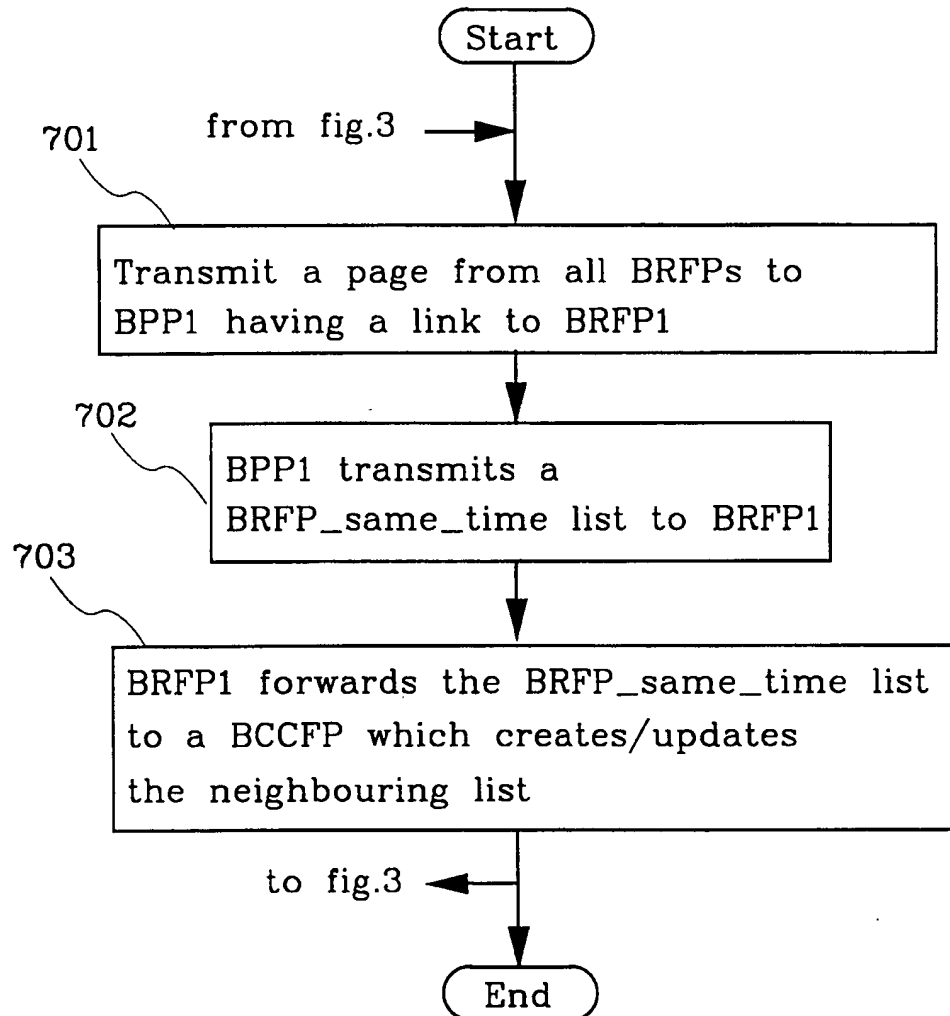 Start
from fig.3
701
Transmit a page from all BRFPs to
BPP1 having a link to BRFP1
702
BPP1 transmits a
BRFP_same_time list to BRFP1
703
BRFP1 forwards the BRFP_same_time list
to a BCCFP which creates/updates
the neighbouring list
to fig.3
End